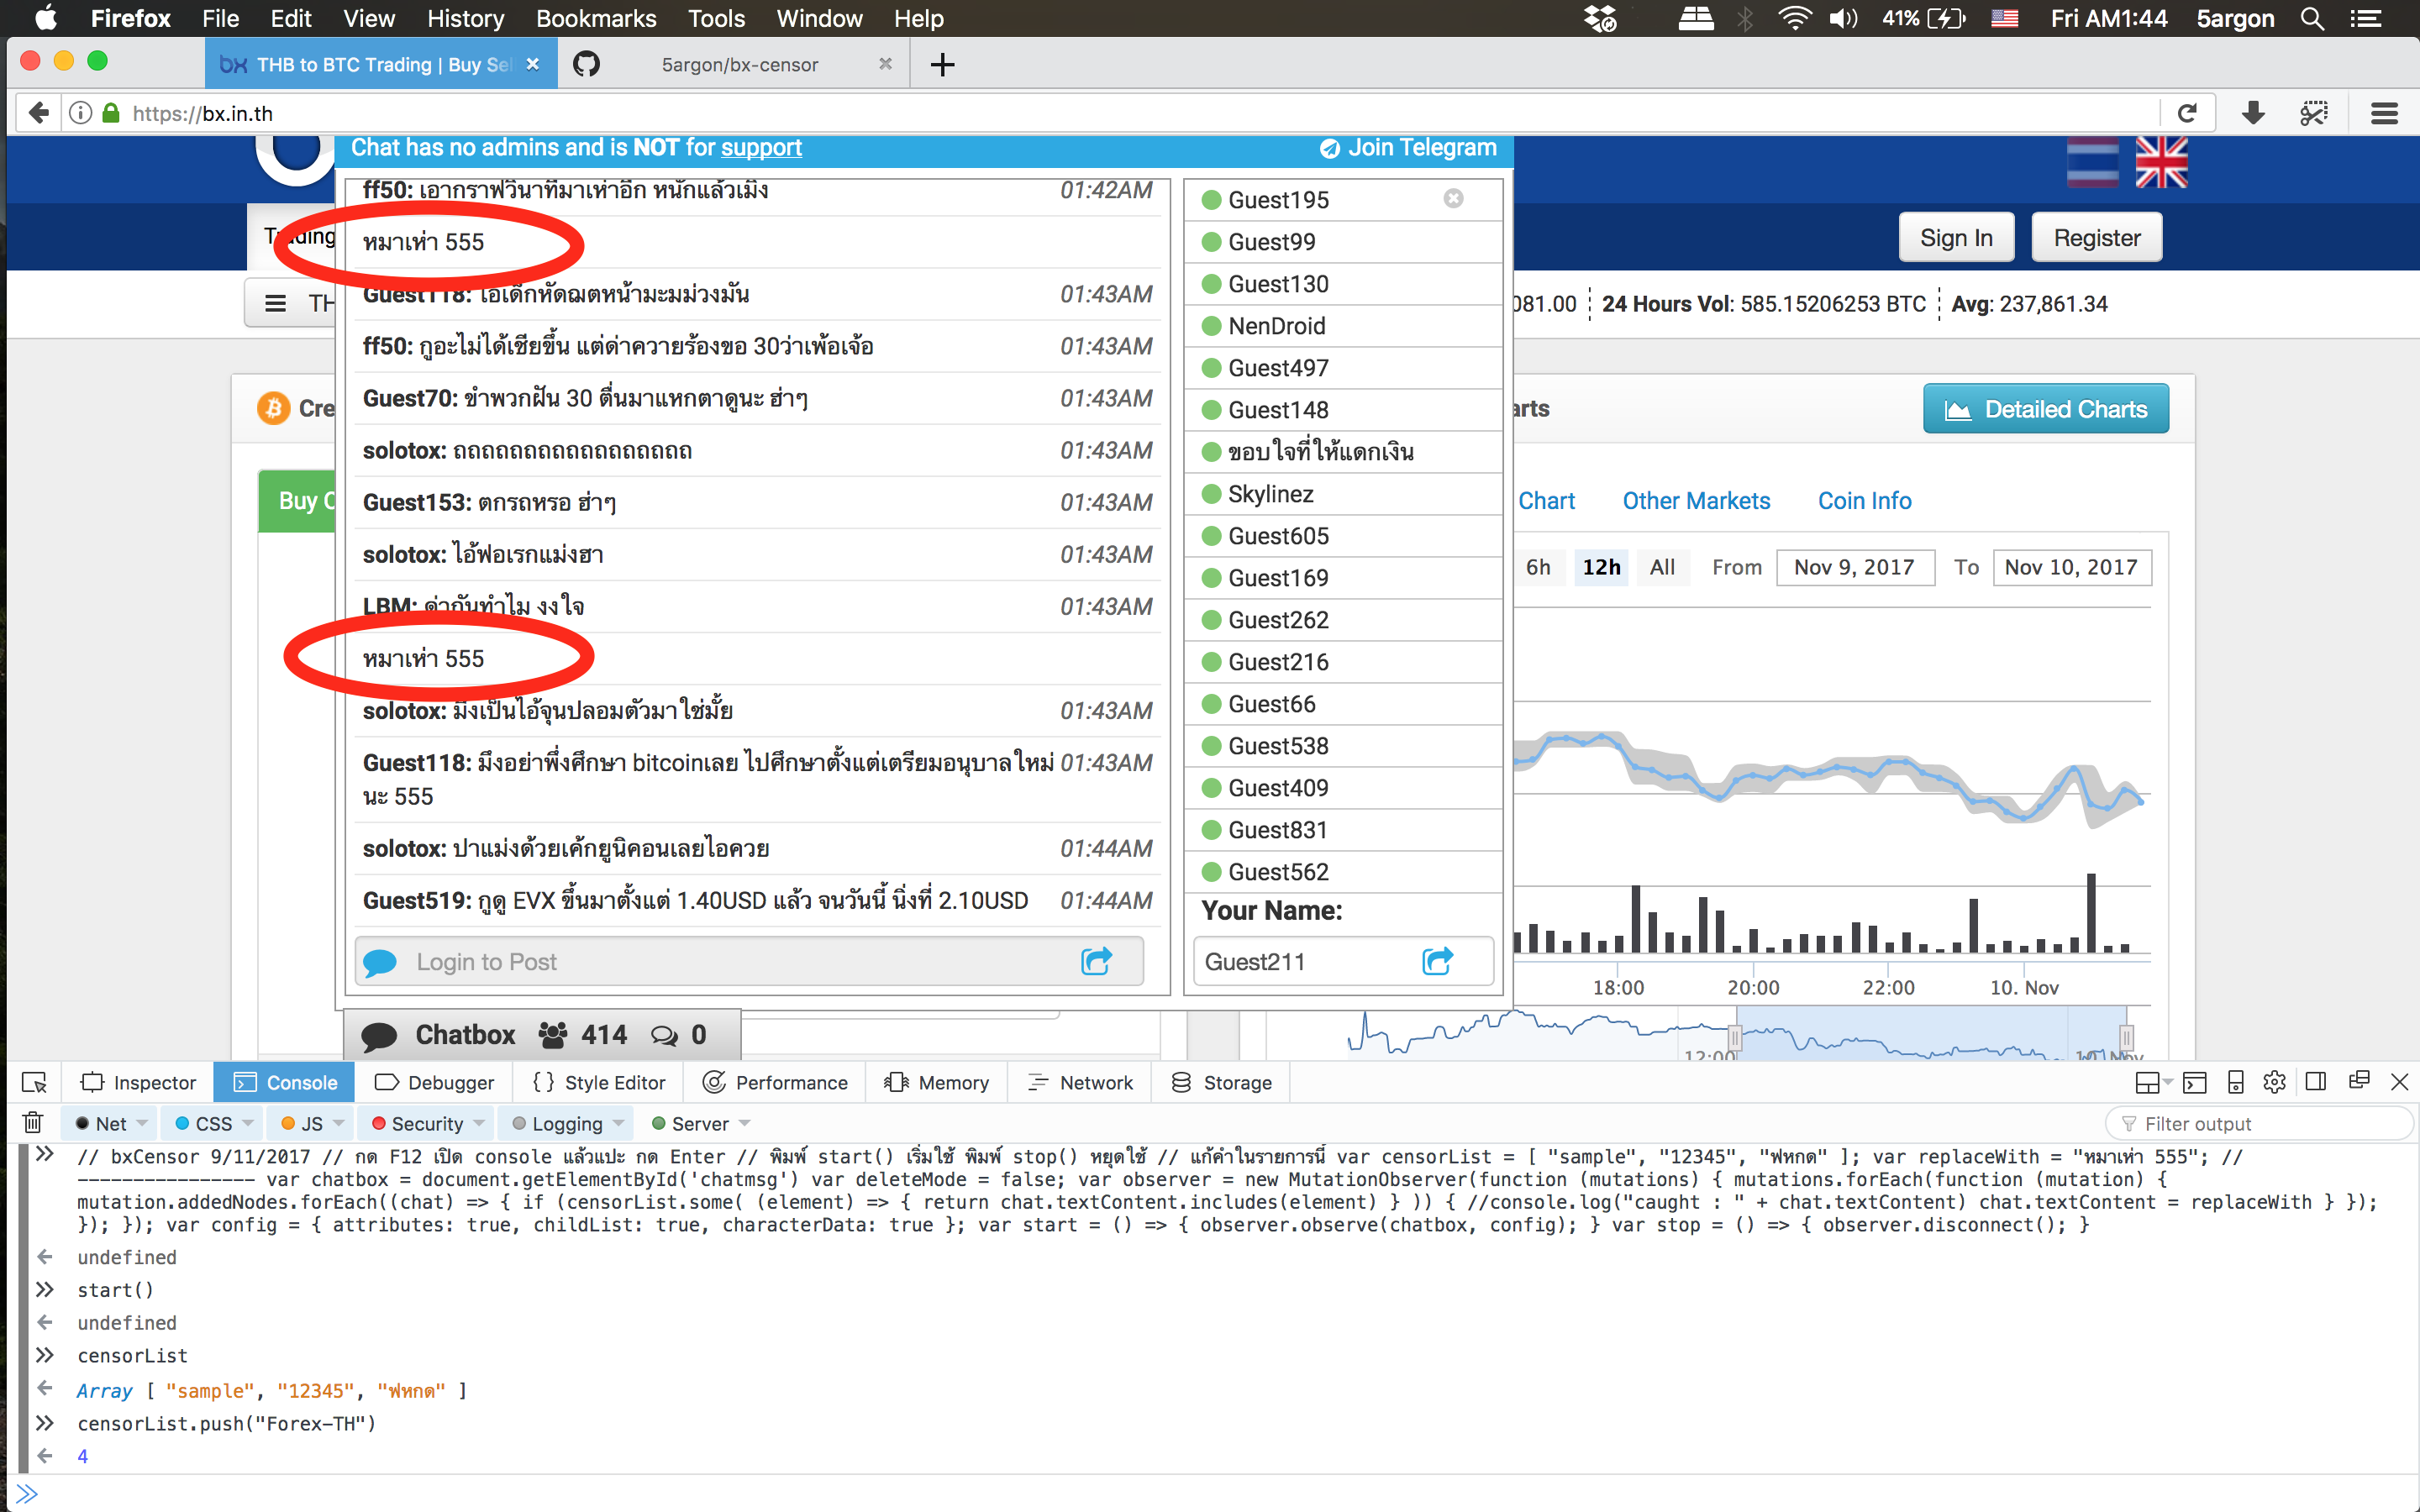 Firefox File Edit View History Bookmarks Tools Window Help 41% Fri AM1:44 5argon
bx THB to BTC Trading | Buy Sel
5argon/bx-censor
https://bx.in.th
Chat has no admins and is NOT for support Join Telegram
Trading
Sign In Register
TH
081.00 24 Hours Vol: 585.15206253 BTC Avg: 237,861.34
Cre
arts
Detailed Charts
Buy C
Chart Other Markets Coin Info
6h 12h All From Nov 9, 2017 To Nov 10, 2017
ff50: เอากราฟวินาทีมาเห่าอีก หนักแล้วเมิง 01:42AM
หมาเห่า 555
Guest118: ไอเด็กหัดฌตหน้ามะมม่วงมัน 01:43AM
ff50: กูอะไม่ได้เชียขึ้น แต่ด่าควายร้องขอ 30ว่าเพ้อเจ้อ 01:43AM
Guest70: ขำพวกฝัน 30 ตื่นมาแหกตาดูนะ ฮ่าๆ 01:43AM
solotox: ถถถถถถถถถถถถถถถถถ 01:43AM
Guest153: ตกรถหรอ ฮ่าๆ 01:43AM
solotox: ไอ้ฟอเรกแม่งฮา 01:43AM
LBM: ด่ากันทำไม งงใจ 01:43AM
หมาเห่า 555
solotox: มึงเป็นไอ้จุนปลอมตัวมาใช่มั้ย 01:43AM
Guest118: มึงอย่าพึ่งศึกษา bitcoinเลย ไปศึกษาตั้งแต่เตรียมอนุบาลใหม่ 01:43AM
นะ 555
solotox: ปาแม่งด้วยเค้กยูนิคอนเลยไอควย 01:44AM
Guest519: กูดู EVX ขึ้นมาตั้งแต่ 1.40USD แล้ว จนวันนี้ นิ่งที่ 2.10USD 01:44AM
Login to Post
Guest195
Guest99
Guest130
NenDroid
Guest497
Guest148
ขอบใจที่ให้แดกเงิน
Skylinez
Guest605
Guest169
Guest262
Guest216
Guest66
Guest538
Guest409
Guest831
Guest562
Your Name:
Guest211
18:00 20:00 22:00 10. Nov
12:00 10. Nov
Chatbox 414 0
Inspector Console Debugger Style Editor Performance Memory Network Storage
Net CSS JS Security Logging Server Filter output
// bxCensor 9/11/2017 // กด F12 เปิด console แล้วแปะ กด Enter // พิมพ์ start() เริ่มใช้ พิมพ์ stop() หยุดใช้ // แก้คำในรายการนี้ var censorList = [ "sample", "12345", "ฟหกด" ]; var replaceWith = "หมาเห่า 555"; //
---------------- var chatbox = document.getElementById('chatmsg') var deleteMode = false; var observer = new MutationObserver(function (mutations) { mutations.forEach(function (mutation) {
mutation.addedNodes.forEach((chat) => { if (censorList.some( (element) => { return chat.textContent.includes(element) } )) { //console.log("caught : " + chat.textContent) chat.textContent = replaceWith } });
}); }); var config = { attributes: true, childList: true, characterData: true }; var start = () => { observer.observe(chatbox, config); } var stop = () => { observer.disconnect(); }
undefined
start()
undefined
censorList
Array [ "sample", "12345", "ฟหกด" ]
censorList.push("Forex-TH")
4